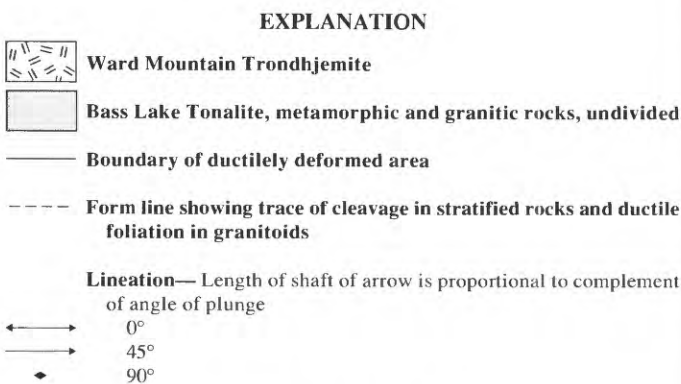 EXPLANATION
Ward Mountain Trondhjemite
Bass Lake Tonalite, metamorphic and granitic rocks, undivided
Boundary of ductilely deformed area
Form line showing trace of cleavage in stratified rocks and ductile
foliation in granitoids
Lineation— Length of shaft of arrow is proportional to complement
of angle of plunge
0°
45°
90°